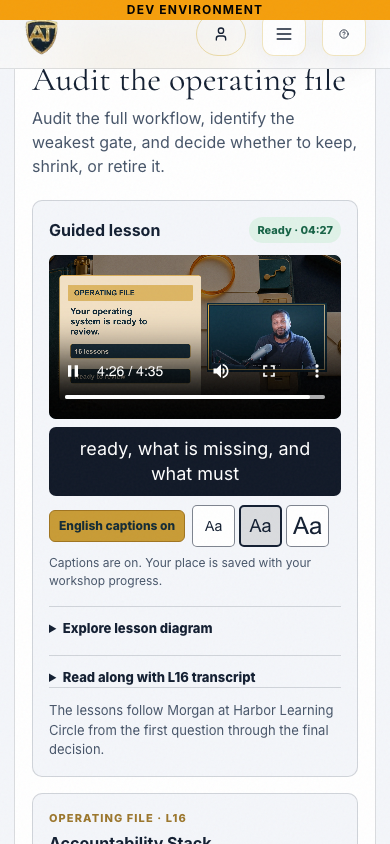 DEV ENVIRONMENT
AT
Audit the operating file
Audit the full workflow, identify the
weakest gate, and decide whether to keep,
shrink, or retire it.
Guided lesson
Ready · 04:27
OPERATING FILE
Your operating
system is ready to
review.
16 lessons
Ready to review
4:26 / 4:35
ready, what is missing, and
what must
English captions on
Aa
Aa
Aa
Captions are on. Your place is saved with your
workshop progress.
Explore lesson diagram
Read along with L16 transcript
The lessons follow Morgan at Harbor Learning
Circle from the first question through the final
decision.
OPERATING FILE · L16
Accountability Stack